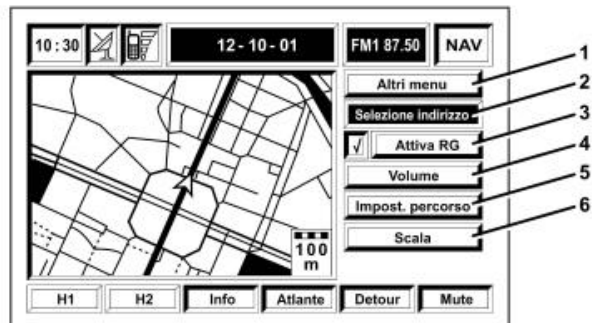 10:30 12-10-01 FM1 87.50 NAV
Altri menu 1
Selezione indirizzo 2
√ Attiva RG 3
Volume 4
Impost. percorso 5
Scala 6
100
m
H1 H2 Info Atlante Detour Mute